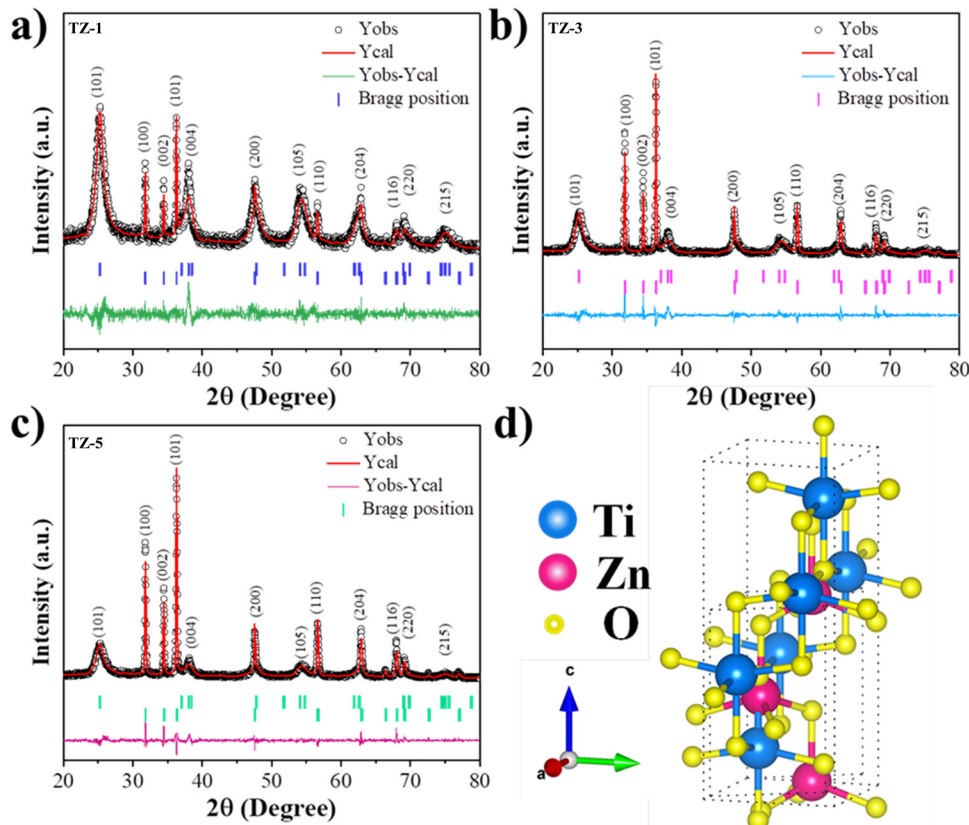 a)
TZ-1
Yobs
Ycal
Yobs-Ycal
Bragg position
(101)
(100)
(002)
(101)
(004)
(200)
(105)
(110)
(204)
(116)
(220)
(215)
Intensity (a.u.)
20 30 40 50 60 70 80
2θ (Degree)
b)
TZ-3
Yobs
Ycal
Yobs-Ycal
Bragg position
(101)
(100)
(002)
(101)
(004)
(200)
(105)
(110)
(204)
(116)
(220)
(215)
Intensity (a.u.)
20 30 40 50 60 70 80
2θ (Degree)
c)
TZ-5
Yobs
Ycal
Yobs-Ycal
Bragg position
(101)
(100)
(002)
(101)
(004)
(200)
(105)
(110)
(204)
(116)
(220)
(215)
Intensity (a.u.)
20 30 40 50 60 70 80
2θ (Degree)
d)
Ti
Zn
O
c
a